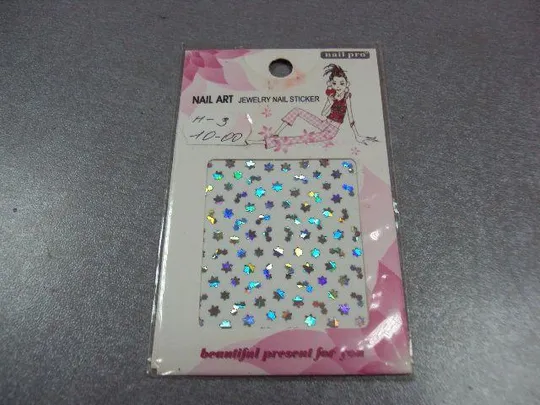 nail pro
NAIL ART JEWELRY NAIL STICKER
H-3
10-00
beautiful present for you